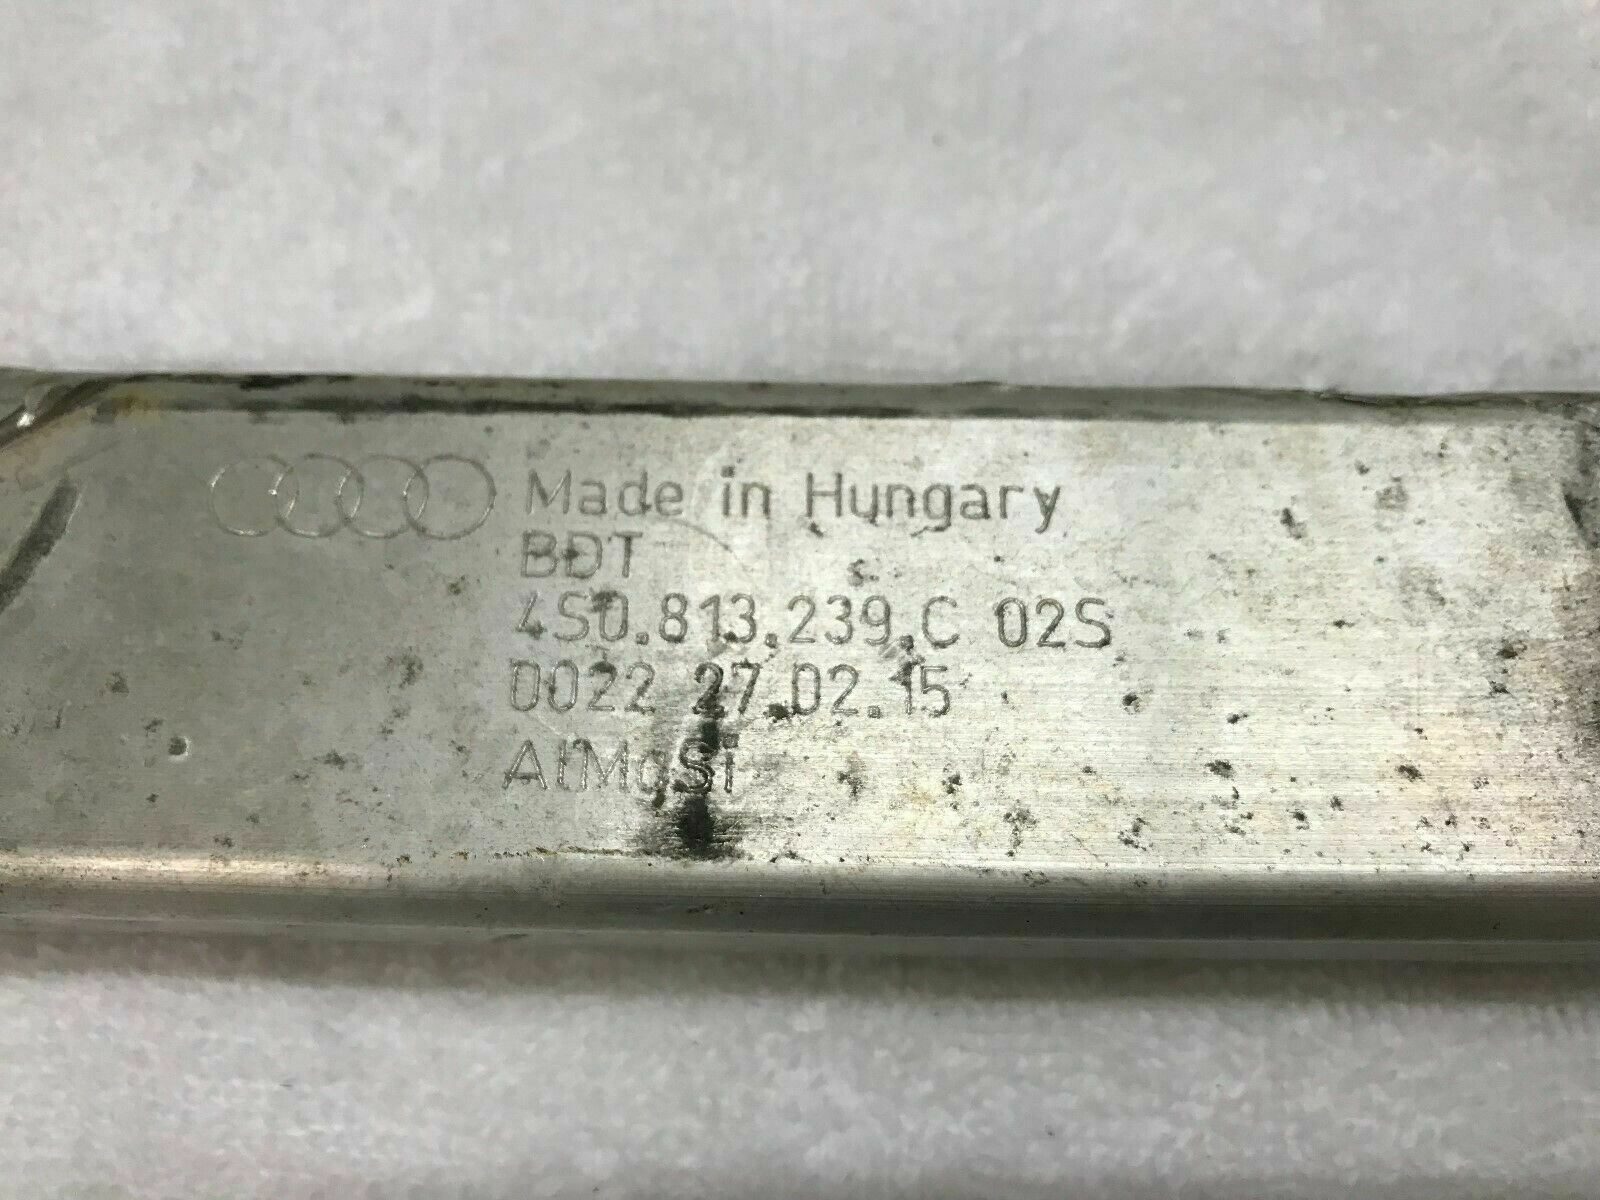 Made in Hungary
BDT
4S0.813.239.C 02S
0022 27.02.15
AlMgSi